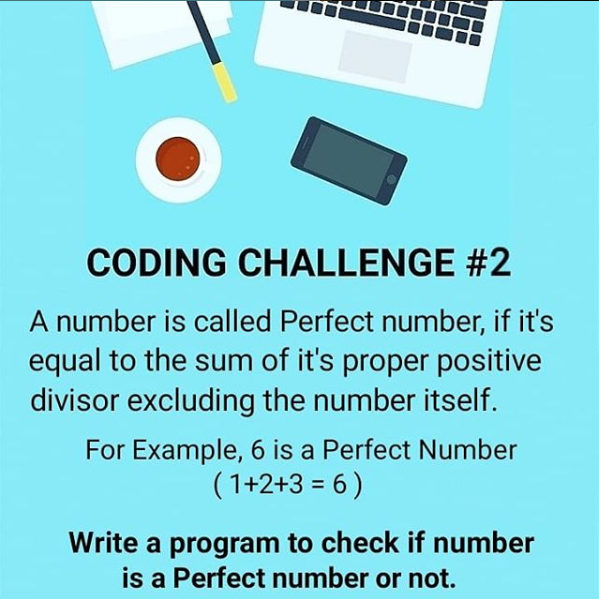 CODING CHALLENGE #2
A number is called Perfect number, if it's
equal to the sum of it's proper positive
divisor excluding the number itself.
For Example, 6 is a Perfect Number
( 1+2+3 = 6 )
Write a program to check if number
is a Perfect number or not.